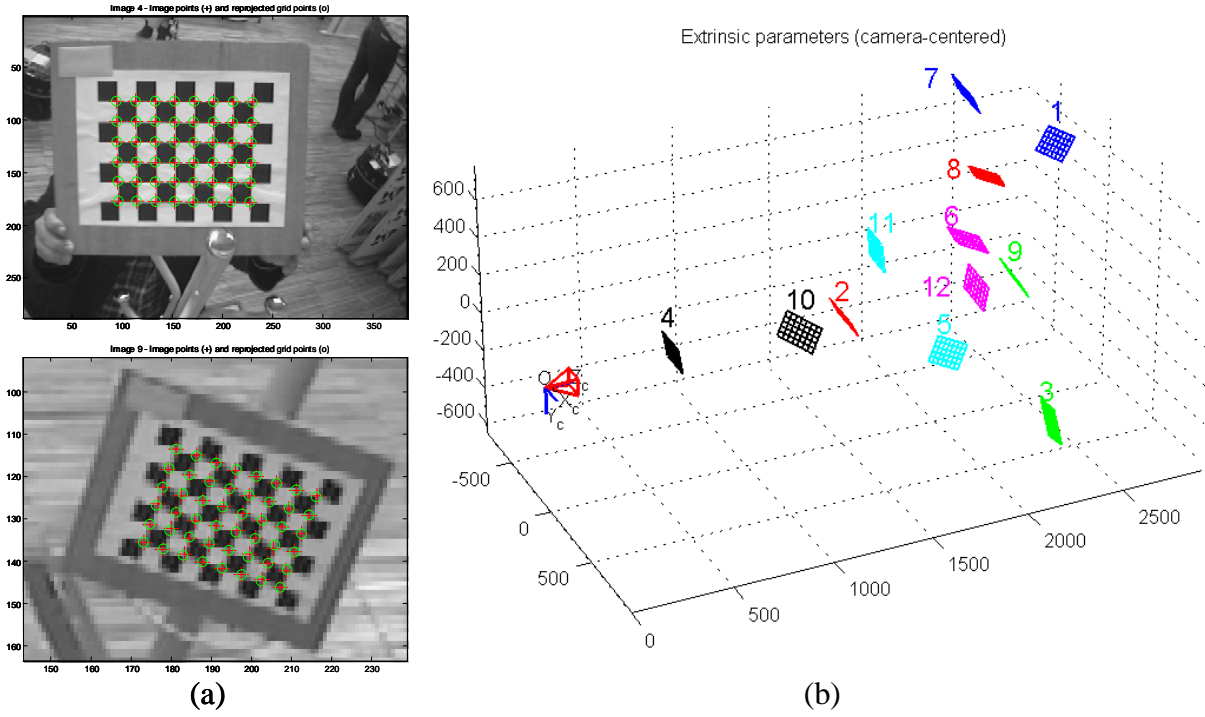 Image 4 - Image points (+) and reprojected grid points (o)
50
100
150
200
250
50 100 150 200 250 300 350
Image 9 - Image points (+) and reprojected grid points (o)
100
110
120
130
140
150
160
150 160 170 180 190 200 210 220 230
(a)
Extrinsic parameters (camera-centered)
7
1
8
6
11
9
12
10
2
5
4
3
600
400
200
0
-200
-400
-600
O
Z
c
X
c
Y
c
-500
0
500
0
500
1000
1500
2000
2500
(b)